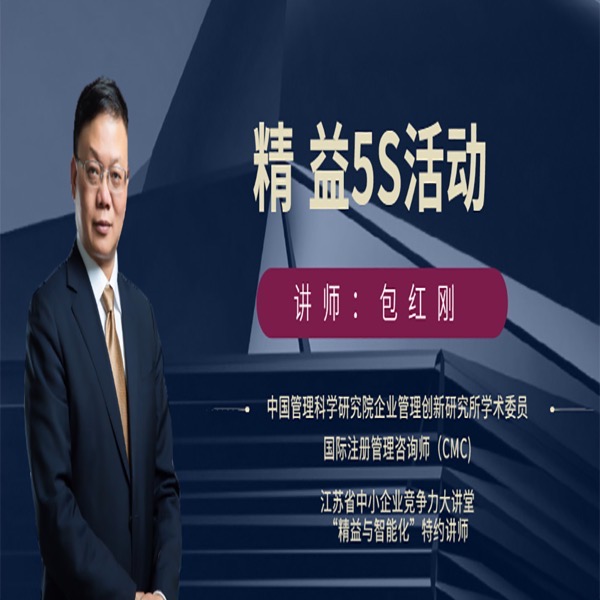 精 益5S活动
讲师：包红刚
中国管理科学研究院企业管理创新研究所学术委员
国际注册管理咨询师（CMC）
江苏省中小企业竞争力大讲堂
“精益与智能化”特约讲师